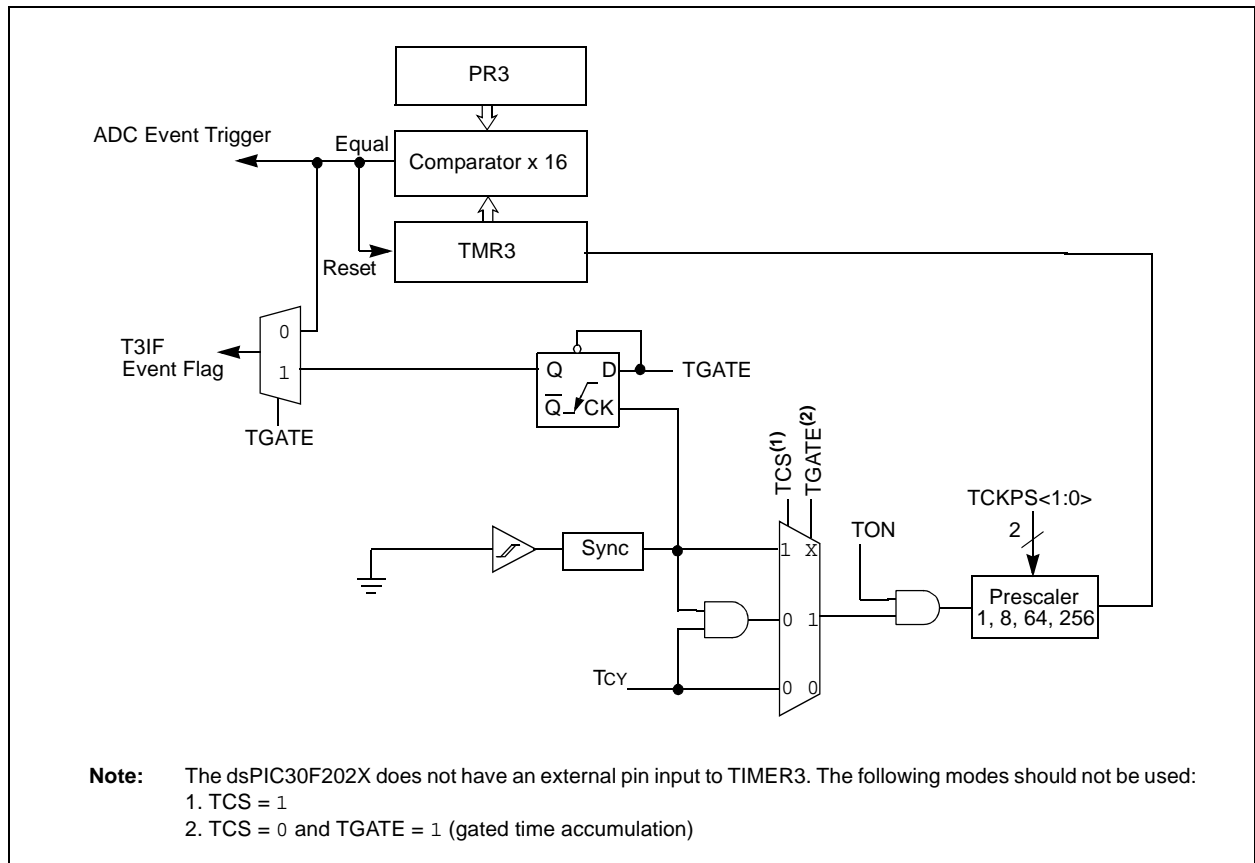 PR3
ADC Event Trigger
Equal
Comparator x 16
TMR3
Reset
0
T3IF
Event Flag
1
Q D
TGATE
Q CK
TGATE
TCS(1)
TGATE(2)
TCKPS<1:0>
2
TON
Sync
1 X
Prescaler
1, 8, 64, 256
0 1
TCY
0 0
Note: The dsPIC30F202X does not have an external pin input to TIMER3. The following modes should not be used:
1. TCS = 1
2. TCS = 0 and TGATE = 1 (gated time accumulation)